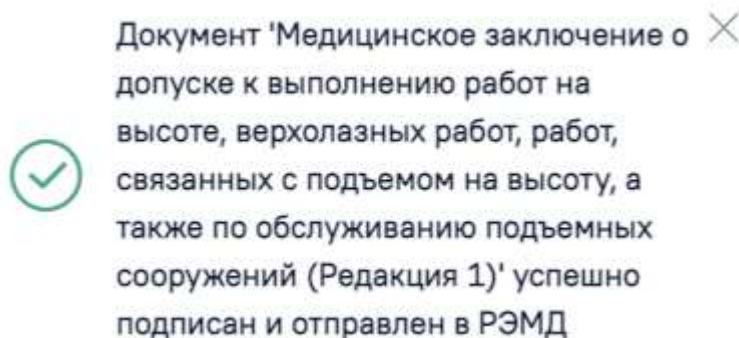 Документ 'Медицинское заключение о
допуске к выполнению работ на
высоте, верхолазных работ, работ,
связанных с подъемом на высоту, а
также по обслуживанию подъемных
сооружений (Редакция 1)' успешно
подписан и отправлен в РЭМД